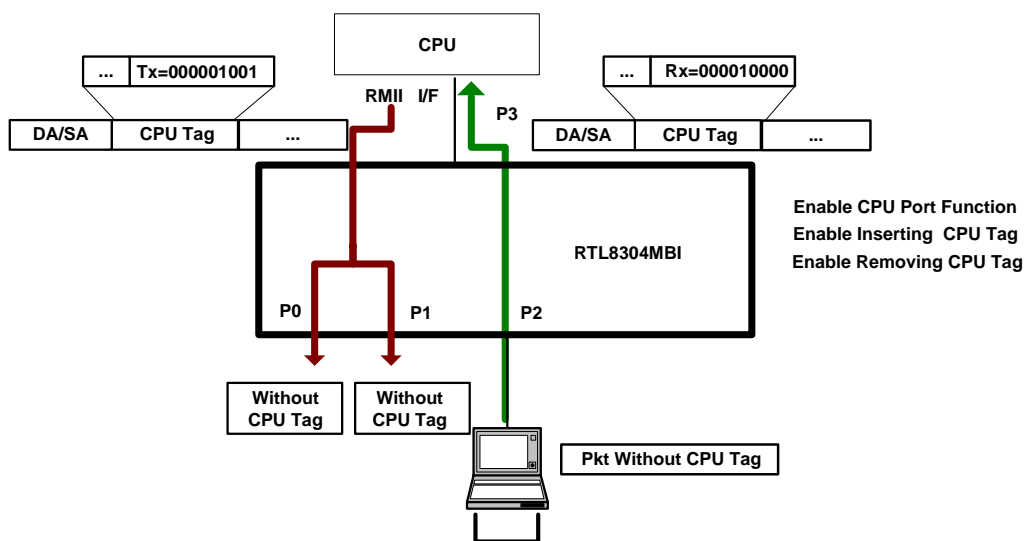 CPU
... Tx=000001001
... Rx=000010000
RMII I/F
P3
DA/SA CPU Tag ...
DA/SA CPU Tag ...
Enable CPU Port Function
Enable Inserting CPU Tag
Enable Removing CPU Tag
RTL8304MBI
P0
P1
P2
Without
CPU Tag
Without
CPU Tag
Pkt Without CPU Tag